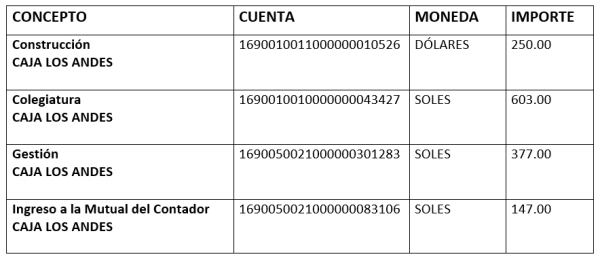 CONCEPTO CUENTA MONEDA IMPORTE
Construcción 1690010011000000010526 DÓLARES 250.00
CAJA LOS ANDES
Colegiatura 1690010010000000043427 SOLES 603.00
CAJA LOS ANDES
Gestión 1690050021000000301283 SOLES 377.00
CAJA LOS ANDES
Ingreso a la Mutual del Contador 1690050021000000083106 SOLES 147.00
CAJA LOS ANDES